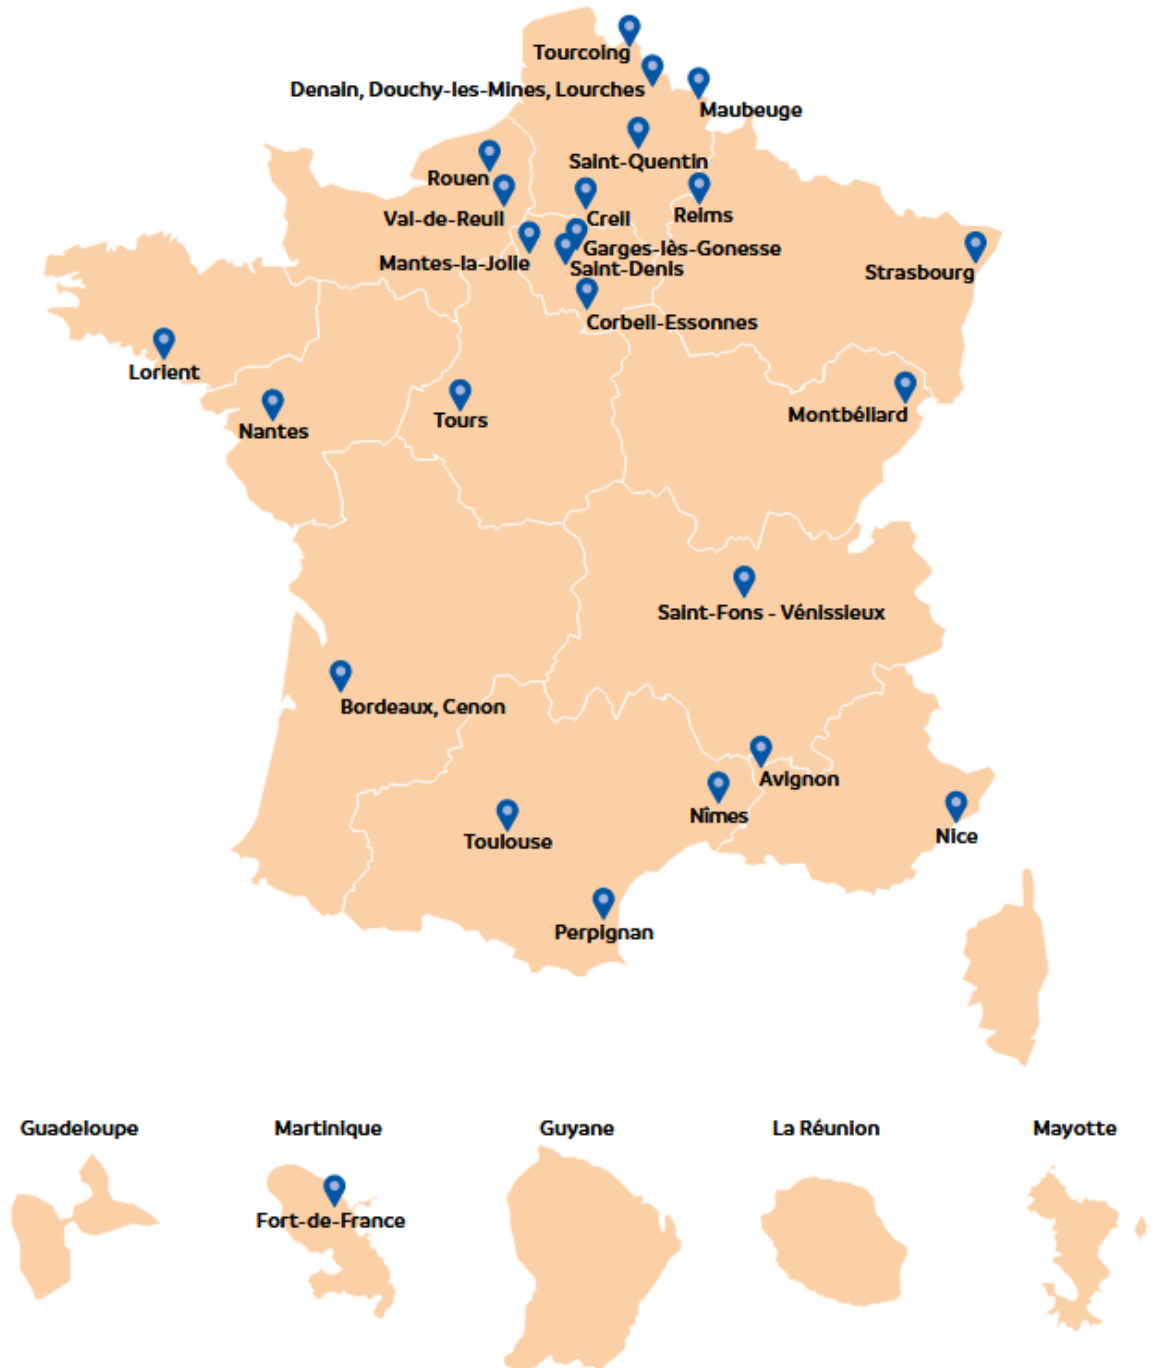 Tourcoing
Denain, Douchy-les-Mines, Lourches
Maubeuge
Saint-Quentin
Rouen
Val-de-Reuil
Creil
Reims
Garges-lès-Gonesse
Mantes-la-Jolie
Saint-Denis
Strasbourg
Corbeil-Essonnes
Lorient
Nantes
Tours
Montbéliard
Saint-Fons - Vénissieux
Bordeaux, Cenon
Avignon
Nîmes
Nice
Toulouse
Perpignan
Guadeloupe
Martinique
Guyane
La Réunion
Mayotte
Fort-de-France